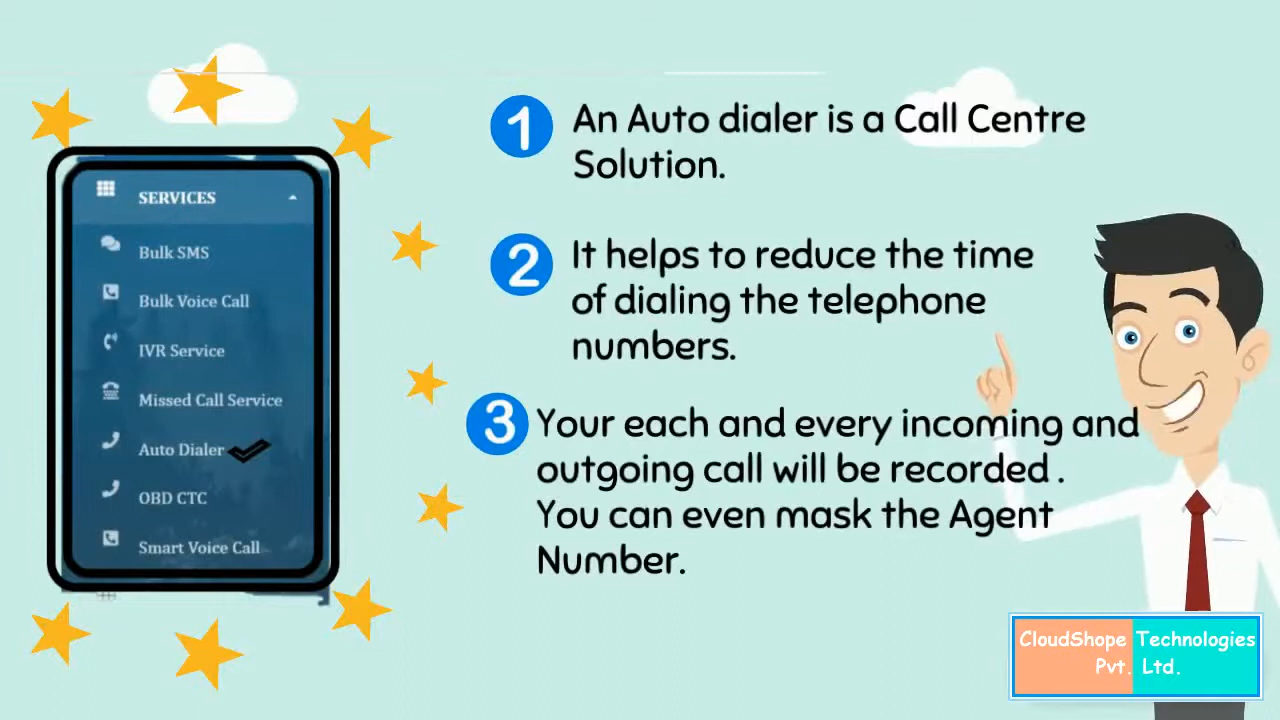 SERVICES
Bulk SMS
Bulk Voice Call
IVR Service
Missed Call Service
Auto Dialer
OBD CTC
Smart Voice Call
1 An Auto dialer is a Call Centre
Solution.
2 It helps to reduce the time
of dialing the telephone
numbers.
3 Your each and every incoming and
outgoing call will be recorded .
You can even mask the Agent
Number.
CloudShope Technologies
Pvt. Ltd.